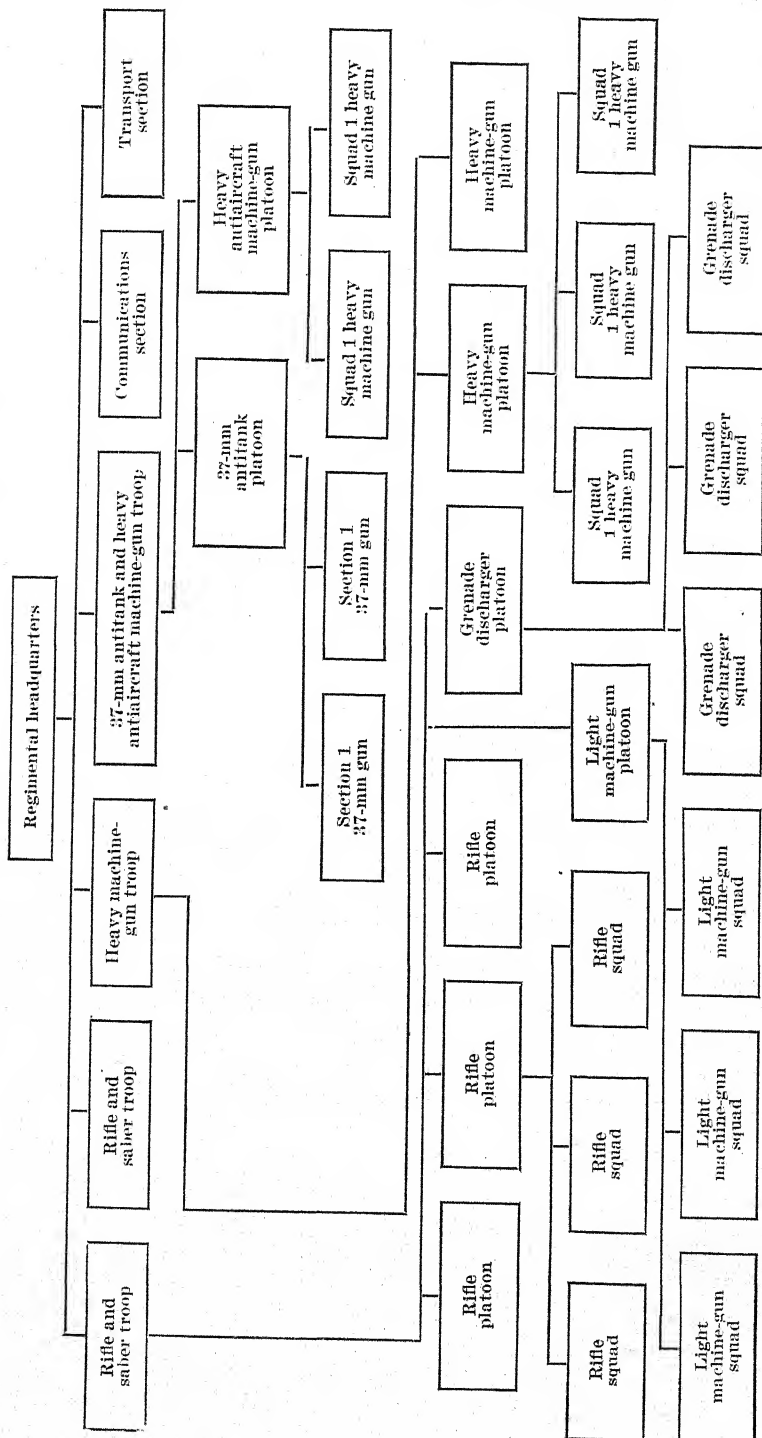 Regimental headquarters
Rifle and
saber troop
Rifle and
saber troop
Heavy machine-
gun troop
37-mm antitank and heavy
antiaircraft machine-gun troop
Communications
section
Transport
section
37-mm
antitank
platoon
Heavy
antiaircraft
machine-gun
platoon
Section 1
37-mm gun
Section 1
37-mm gun
Squad 1 heavy
machine gun
Squad 1 heavy
machine gun
Rifle
platoon
Rifle
platoon
Rifle
platoon
Grenade
discharger
platoon
Heavy
machine-gun
platoon
Heavy
machine-gun
platoon
Rifle
squad
Rifle
squad
Rifle
squad
Light
machine-gun
platoon
Squad
1 heavy
machine gun
Squad
1 heavy
machine gun
Squad
1 heavy
machine gun
Light
machine-gun
squad
Light
machine-gun
squad
Light
machine-gun
squad
Grenade
discharger
squad
Grenade
discharger
squad
Grenade
discharger
squad